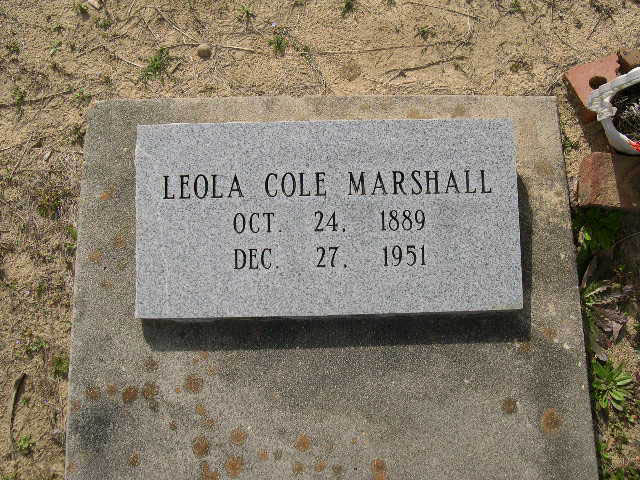 LEOLA COLE MARSHALL
OCT. 24, 1889
DEC. 27, 1951